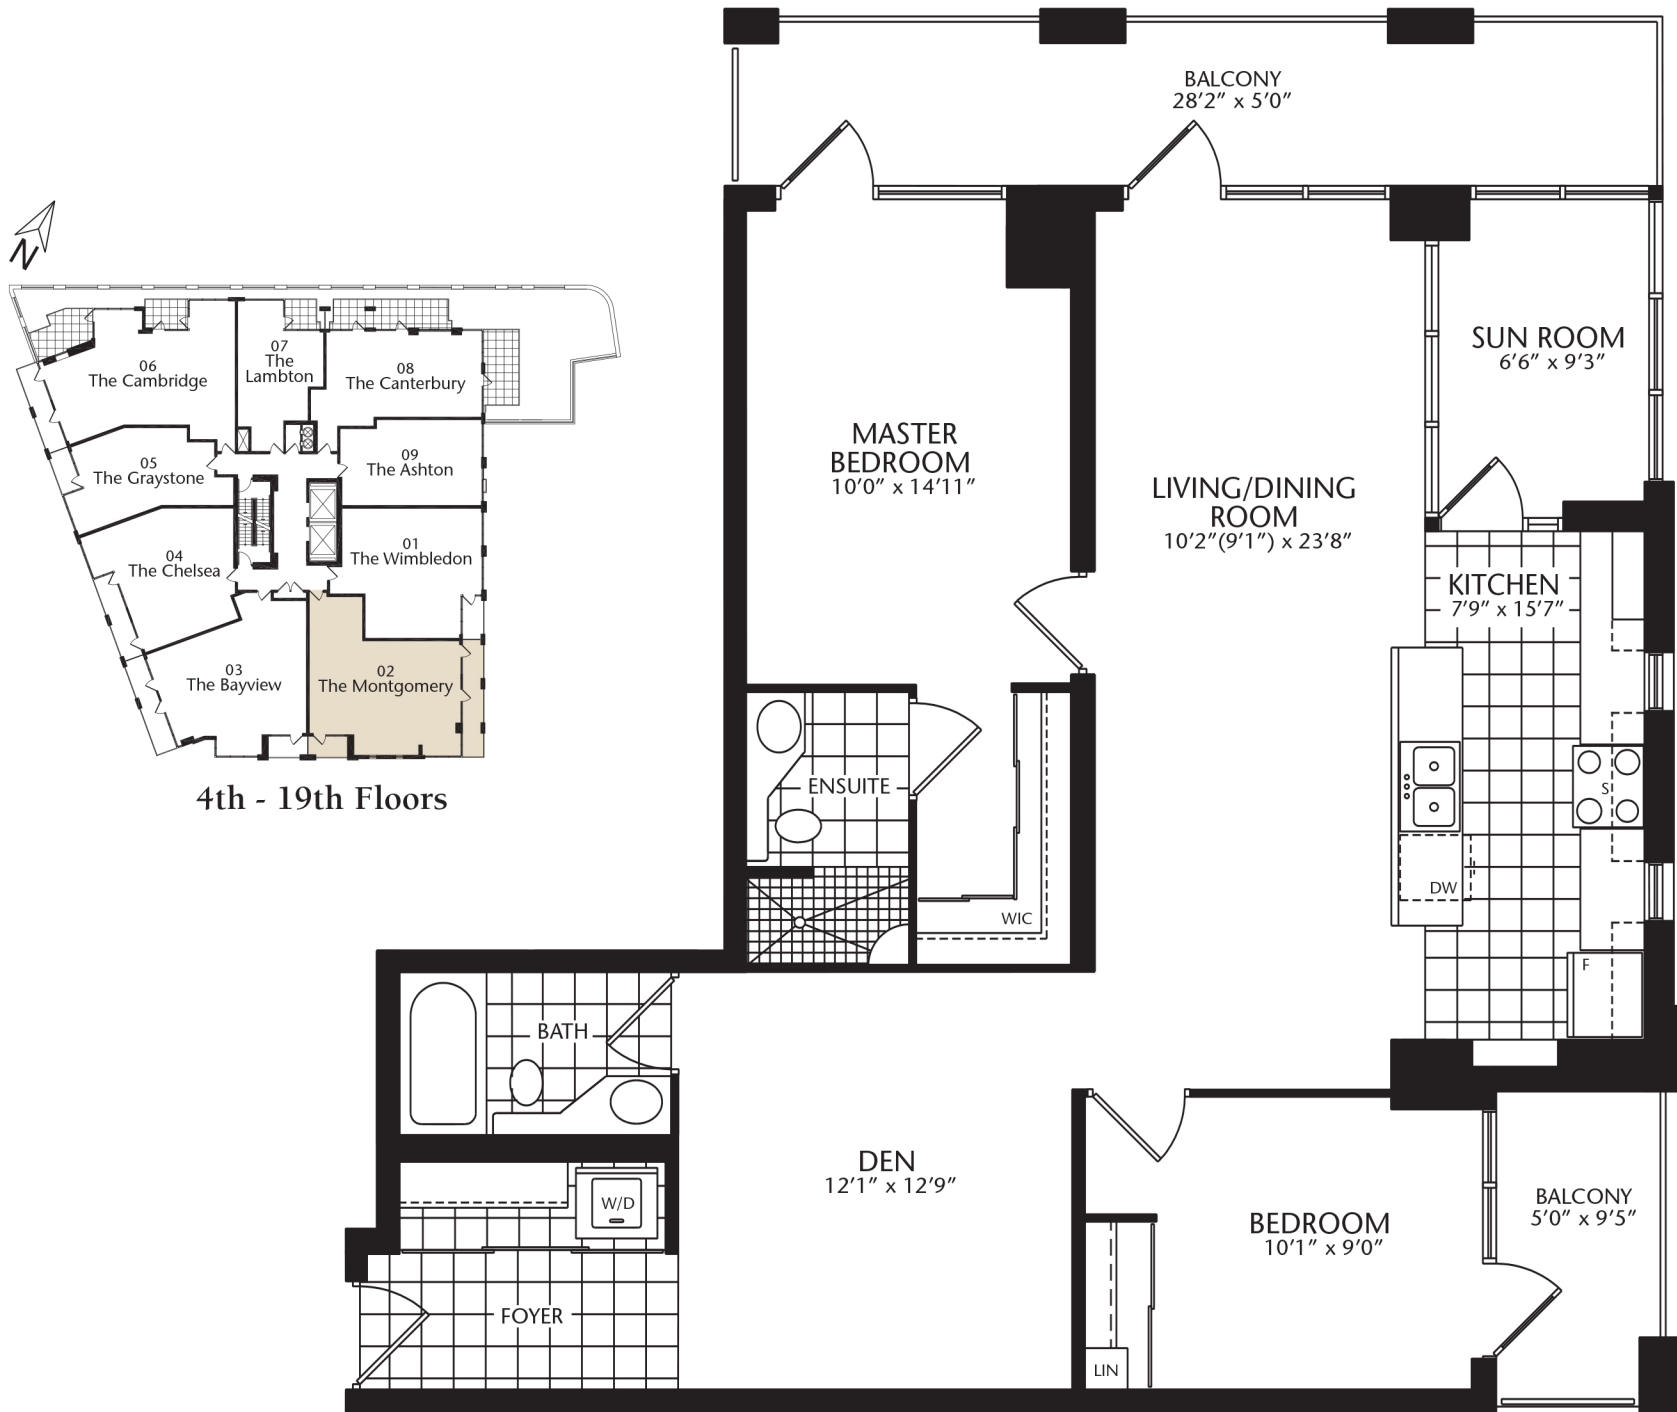 BALCONY
28'2" x 5'0"
N
06
The Cambridge
07
The
Lambton
08
The Canterbury
05
The Graystone
09
The Ashton
04
The Chelsea
01
The Wimbledon
03
The Bayview
02
The Montgomery
4th - 19th Floors
SUN ROOM
6'6" x 9'3"
MASTER
BEDROOM
10'0" x 14'11"
LIVING/DINING
ROOM
10'2"(9'1") x 23'8"
KITCHEN
7'9" x 15'7"
ENSUITE
S
DW
WIC
F
BATH
DEN
12'1" x 12'9"
W/D
BEDROOM
10'1" x 9'0"
BALCONY
5'0" x 9'5"
FOYER
LIN